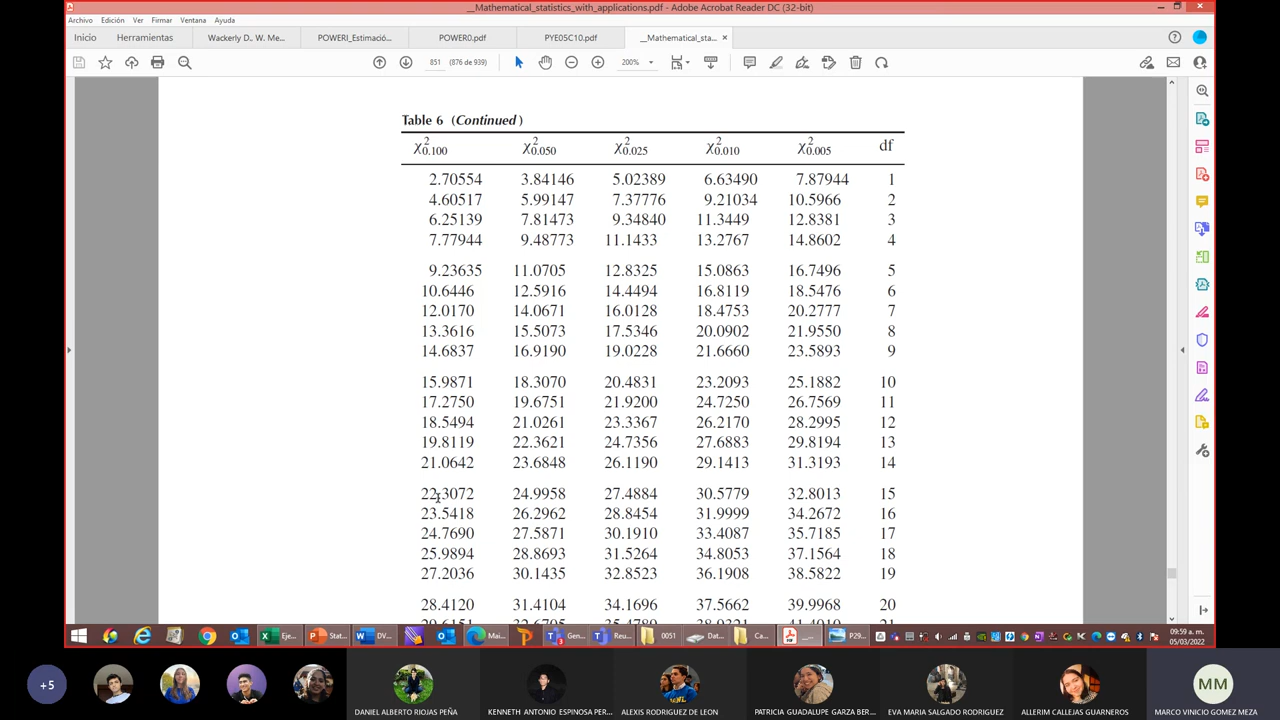 __Mathematical_statistics_with_applications.pdf - Adobe Acrobat Reader DC (32-bit)
Archivo Edición Ver Firmar Ventana Ayuda
Inicio Herramientas Wackerly D.. W. Me... POWERI_Estimació... POWER0.pdf PYE05C10.pdf __Mathematical_sta... ×
851 (876 de 939) 200%
Table 6 (Continued)
χ²0.100 χ²0.050 χ²0.025 χ²0.010 χ²0.005 df
2.70554 3.84146 5.02389 6.63490 7.87944 1
4.60517 5.99147 7.37776 9.21034 10.5966 2
6.25139 7.81473 9.34840 11.3449 12.8381 3
7.77944 9.48773 11.1433 13.2767 14.8602 4
9.23635 11.0705 12.8325 15.0863 16.7496 5
10.6446 12.5916 14.4494 16.8119 18.5476 6
12.0170 14.0671 16.0128 18.4753 20.2777 7
13.3616 15.5073 17.5346 20.0902 21.9550 8
14.6837 16.9190 19.0228 21.6660 23.5893 9
15.9871 18.3070 20.4831 23.2093 25.1882 10
17.2750 19.6751 21.9200 24.7250 26.7569 11
18.5494 21.0261 23.3367 26.2170 28.2995 12
19.8119 22.3621 24.7356 27.6883 29.8194 13
21.0642 23.6848 26.1190 29.1413 31.3193 14
22.3072 24.9958 27.4884 30.5779 32.8013 15
23.5418 26.2962 28.8454 31.9999 34.2672 16
24.7690 27.5871 30.1910 33.4087 35.7185 17
25.9894 28.8693 31.5264 34.8053 37.1564 18
27.2036 30.1435 32.8523 36.1908 38.5822 19
28.4120 31.4104 34.1696 37.5662 39.9968 20
Eje... Stat... DV... Mai... Gen... Reu... 0051 Dat... Ca... __... P29... 09:59 a. m.
05/03/2022
+5 MM
DANIEL ALBERTO RIOJAS PEÑA KENNETH ANTONIO ESPINOSA PER... ALEXIS RODRIGUEZ DE LEON PATRICIA GUADALUPE GARZA BER... EVA MARIA SALGADO RODRIGUEZ ALLERIM CALLEJAS GUARNEROS MARCO VINICIO GOMEZ MEZA